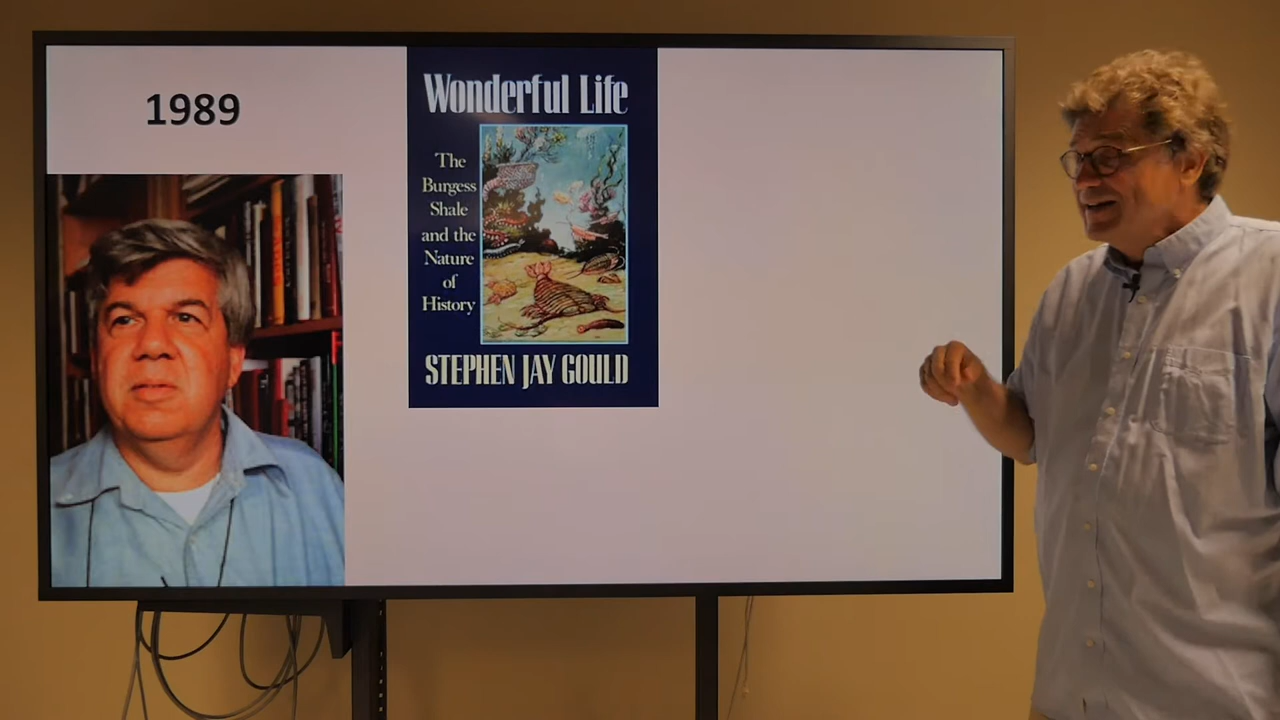 1989
Wonderful Life
The
Burgess
Shale
and the
Nature
of
History
STEPHEN JAY GOULD